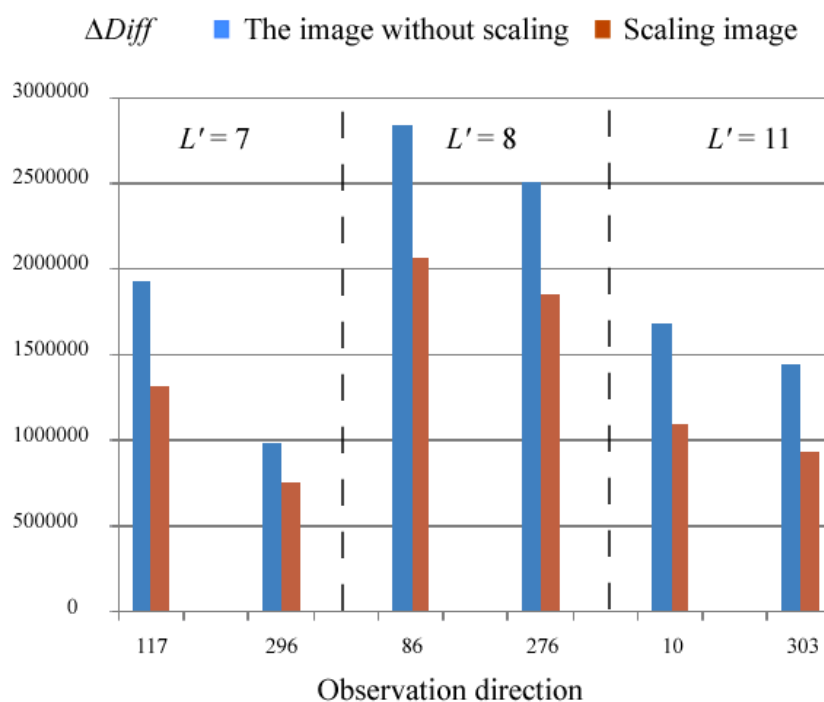 ΔDiff The image without scaling Scaling image
3000000
L′ = 7 L′ = 8 L′ = 11
2500000
2000000
1500000
1000000
500000
0
117 296 86 276 10 303
Observation direction